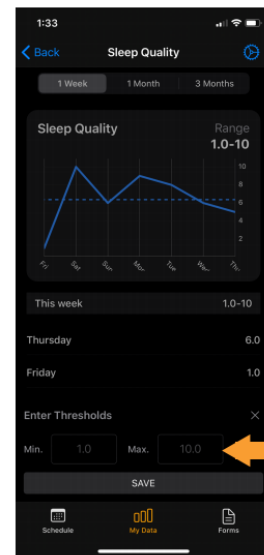 1:33
Back Sleep Quality
1 Week 1 Month 3 Months
Sleep Quality Range
1.0-10
10
8
6
4
2
Fri Sat Sun Mon Tue Wed Thu
This week 1.0-10
Thursday 6.0
Friday 1.0
Enter Thresholds
Min. 1.0 Max. 10.0
SAVE
Schedule My Data Forms